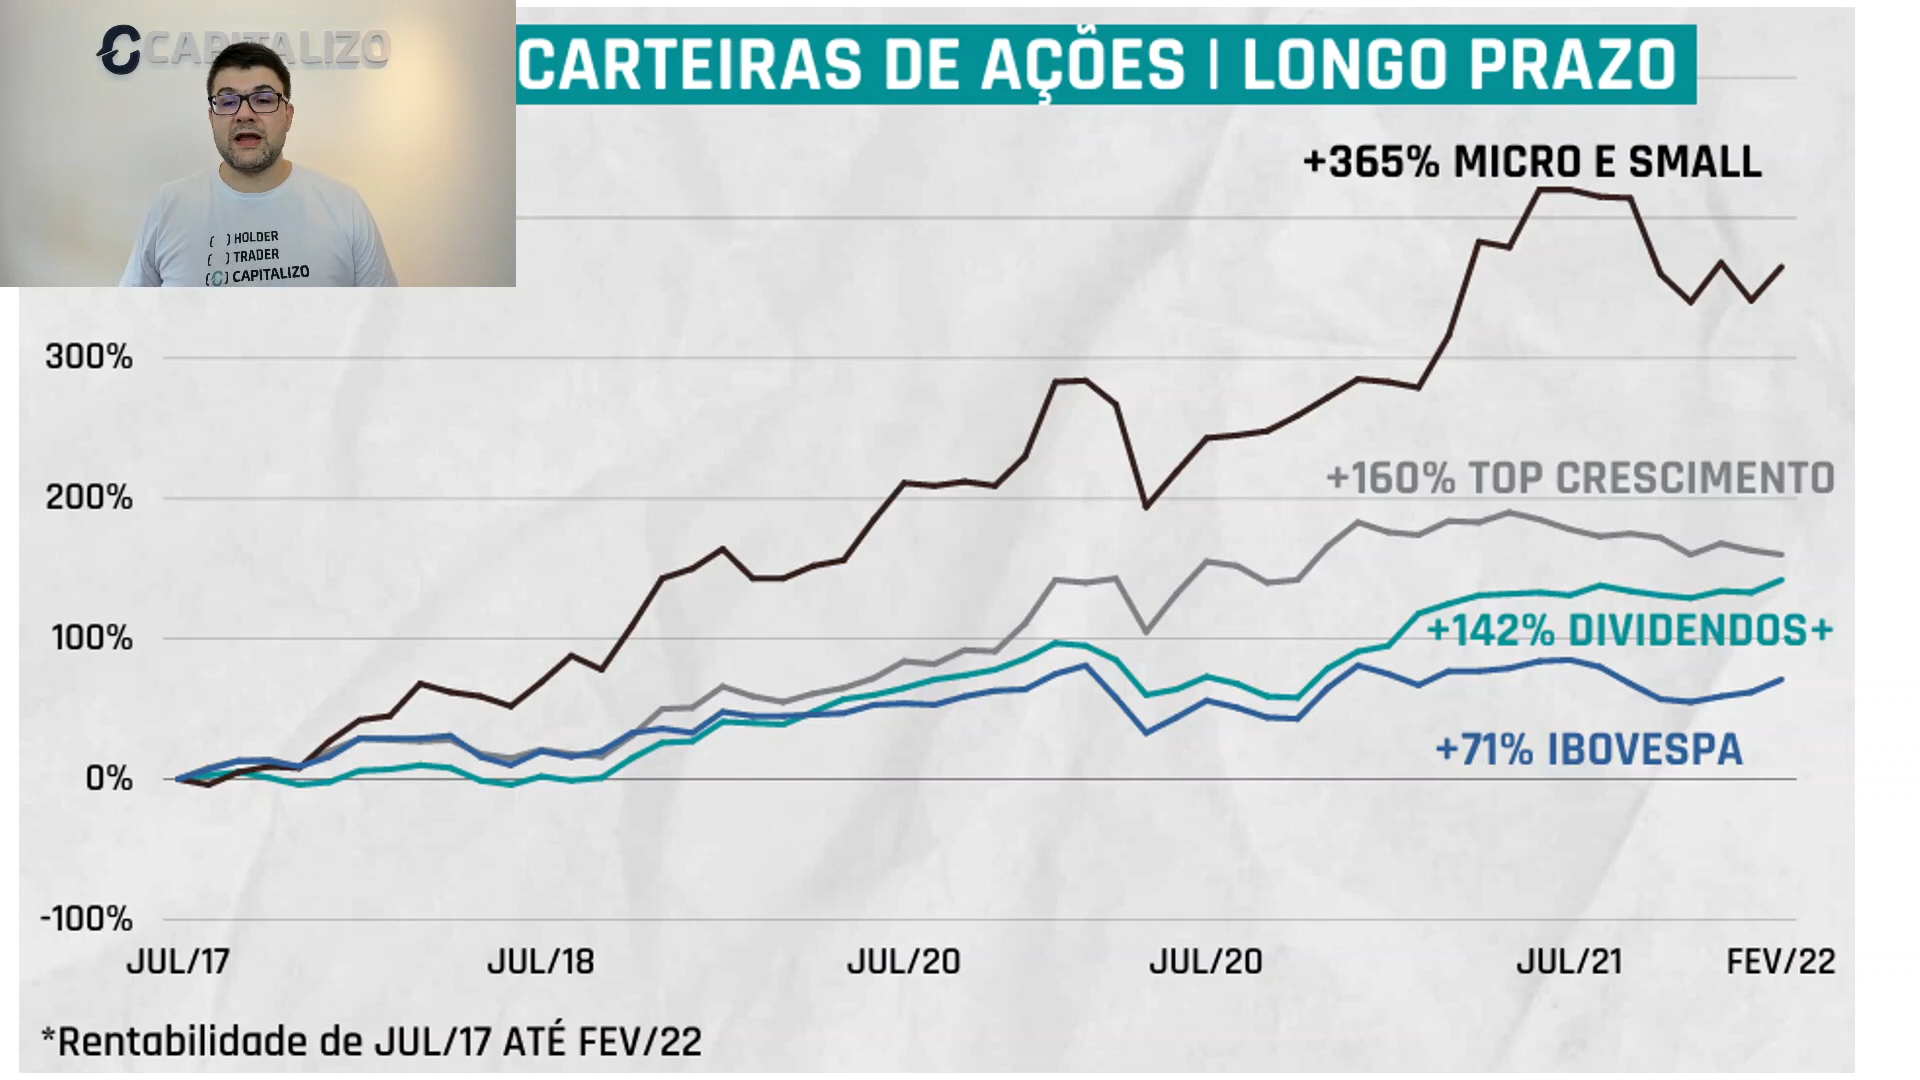 CAPITALIZO
( ) HOLDER
( ) TRADER
(C) CAPITALIZO
CARTEIRAS DE AÇÕES | LONGO PRAZO
+365% MICRO E SMALL
300%
+160% TOP CRESCIMENTO
200%
+142% DIVIDENDOS+
100%
+71% IBOVESPA
0%
-100%
JUL/17 JUL/18 JUL/20 JUL/20 JUL/21 FEV/22
*Rentabilidade de JUL/17 ATÉ FEV/22